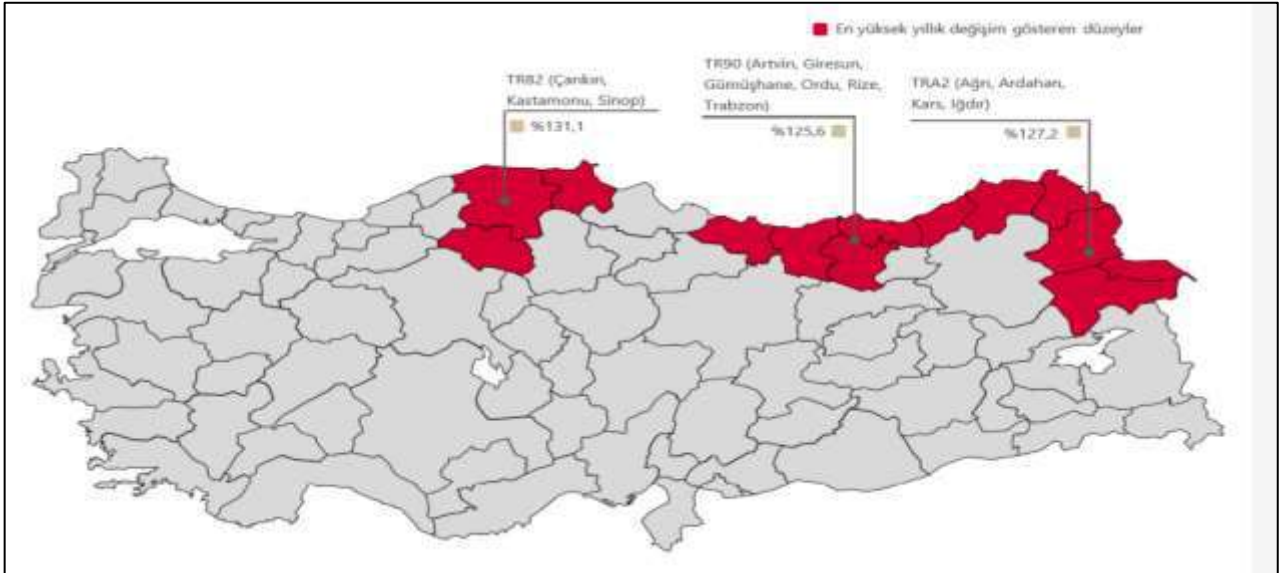 En yüksek yıllık değişim gösteren düzeyler
TR82 (Çankırı,
Kastamonu, Sinop)
%131,1
TR90 (Artvin, Giresun,
Gümüşhane, Ordu, Rize,
Trabzon)
%125,6
TRA2 (Ağrı, Ardahan,
Kars, Iğdır)
%127,2